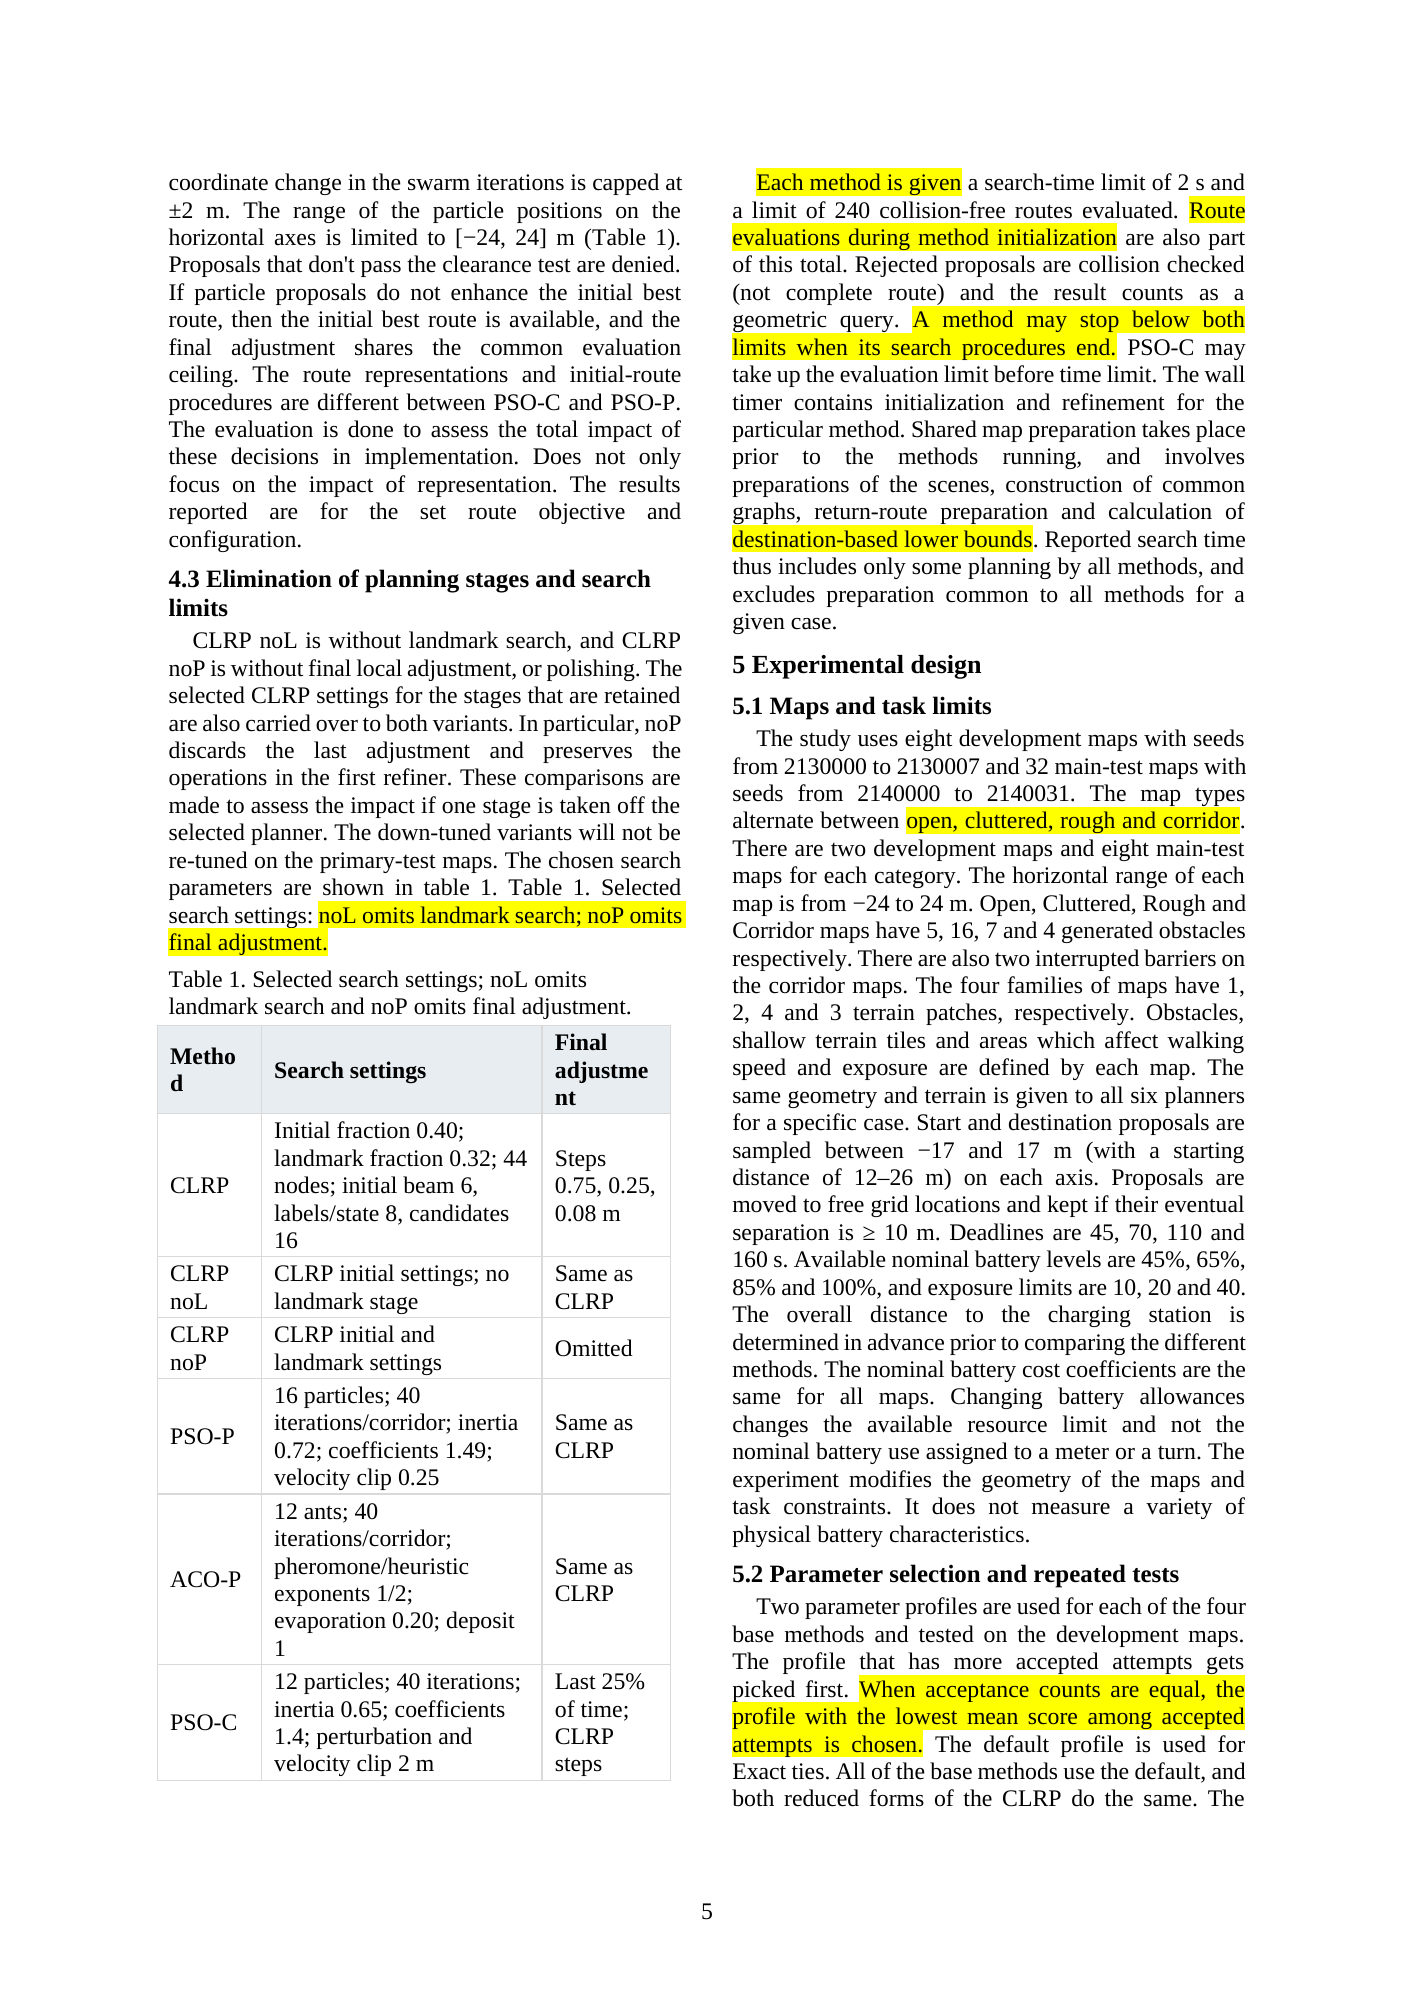 coordinate change in the swarm iterations is capped at
±2 m. The range of the particle positions on the
horizontal axes is limited to [−24, 24] m (Table 1).
Proposals that don't pass the clearance test are denied.
If particle proposals do not enhance the initial best
route, then the initial best route is available, and the
final adjustment shares the common evaluation
ceiling. The route representations and initial-route
procedures are different between PSO-C and PSO-P.
The evaluation is done to assess the total impact of
these decisions in implementation. Does not only
focus on the impact of representation. The results
reported are for the set route objective and
configuration.
4.3 Elimination of planning stages and search
limits
CLRP noL is without landmark search, and CLRP
noP is without final local adjustment, or polishing. The
selected CLRP settings for the stages that are retained
are also carried over to both variants. In particular, noP
discards the last adjustment and preserves the
operations in the first refiner. These comparisons are
made to assess the impact if one stage is taken off the
selected planner. The down-tuned variants will not be
re-tuned on the primary-test maps. The chosen search
parameters are shown in table 1. Table 1. Selected
search settings: noL omits landmark search; noP omits
final adjustment.
Table 1. Selected search settings; noL omits
landmark search and noP omits final adjustment.
Metho
d
Search settings
Final
adjustme
nt
CLRP
Initial fraction 0.40;
landmark fraction 0.32; 44
nodes; initial beam 6,
labels/state 8, candidates
16
Steps
0.75, 0.25,
0.08 m
CLRP
noL
CLRP initial settings; no
landmark stage
Same as
CLRP
CLRP
noP
CLRP initial and
landmark settings
Omitted
PSO-P
16 particles; 40
iterations/corridor; inertia
0.72; coefficients 1.49;
velocity clip 0.25
Same as
CLRP
ACO-P
12 ants; 40
iterations/corridor;
pheromone/heuristic
exponents 1/2;
evaporation 0.20; deposit
1
Same as
CLRP
PSO-C
12 particles; 40 iterations;
inertia 0.65; coefficients
1.4; perturbation and
velocity clip 2 m
Last 25%
of time;
CLRP
steps
Each method is given a search-time limit of 2 s and
a limit of 240 collision-free routes evaluated. Route
evaluations during method initialization are also part
of this total. Rejected proposals are collision checked
(not complete route) and the result counts as a
geometric query. A method may stop below both
limits when its search procedures end. PSO-C may
take up the evaluation limit before time limit. The wall
timer contains initialization and refinement for the
particular method. Shared map preparation takes place
prior to the methods running, and involves
preparations of the scenes, construction of common
graphs, return-route preparation and calculation of
destination-based lower bounds. Reported search time
thus includes only some planning by all methods, and
excludes preparation common to all methods for a
given case.
5 Experimental design
5.1 Maps and task limits
The study uses eight development maps with seeds
from 2130000 to 2130007 and 32 main-test maps with
seeds from 2140000 to 2140031. The map types
alternate between open, cluttered, rough and corridor.
There are two development maps and eight main-test
maps for each category. The horizontal range of each
map is from −24 to 24 m. Open, Cluttered, Rough and
Corridor maps have 5, 16, 7 and 4 generated obstacles
respectively. There are also two interrupted barriers on
the corridor maps. The four families of maps have 1,
2, 4 and 3 terrain patches, respectively. Obstacles,
shallow terrain tiles and areas which affect walking
speed and exposure are defined by each map. The
same geometry and terrain is given to all six planners
for a specific case. Start and destination proposals are
sampled between −17 and 17 m (with a starting
distance of 12–26 m) on each axis. Proposals are
moved to free grid locations and kept if their eventual
separation is ≥ 10 m. Deadlines are 45, 70, 110 and
160 s. Available nominal battery levels are 45%, 65%,
85% and 100%, and exposure limits are 10, 20 and 40.
The overall distance to the charging station is
determined in advance prior to comparing the different
methods. The nominal battery cost coefficients are the
same for all maps. Changing battery allowances
changes the available resource limit and not the
nominal battery use assigned to a meter or a turn. The
experiment modifies the geometry of the maps and
task constraints. It does not measure a variety of
physical battery characteristics.
5.2 Parameter selection and repeated tests
Two parameter profiles are used for each of the four
base methods and tested on the development maps.
The profile that has more accepted attempts gets
picked first. When acceptance counts are equal, the
profile with the lowest mean score among accepted
attempts is chosen. The default profile is used for
Exact ties. All of the base methods use the default, and
both reduced forms of the CLRP do the same. The
5